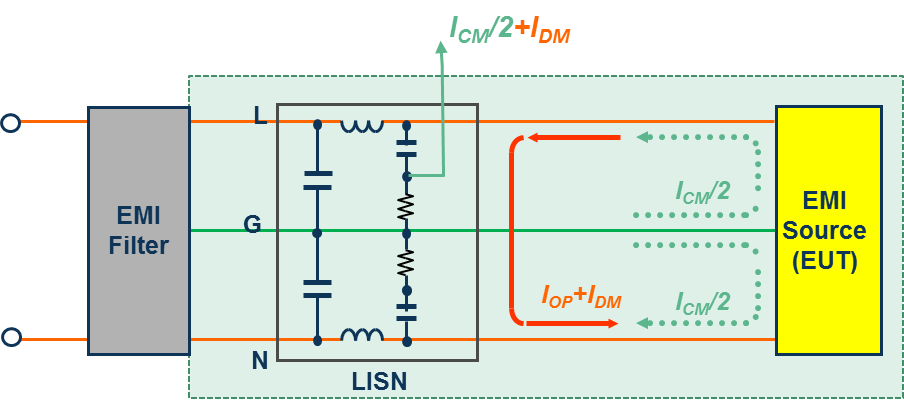 I_CM/2+I_DM
L
EMI
Filter
G
I_CM/2
EMI
Source
(EUT)
I_OP+I_DM
I_CM/2
N
LISN